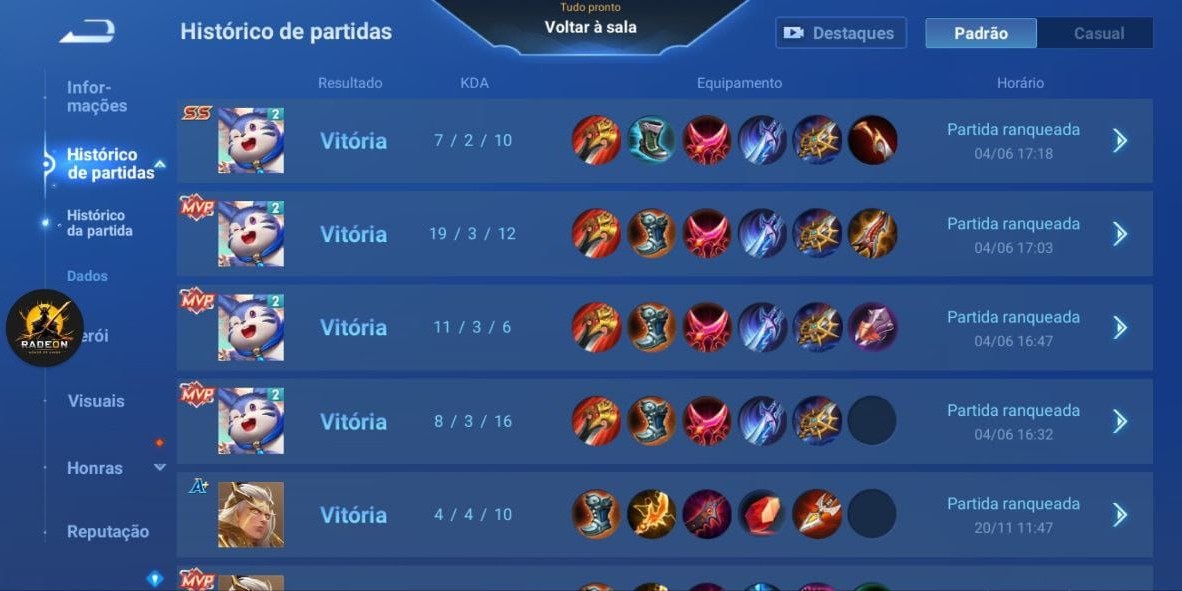 Tudo pronto
Voltar à sala
Histórico de partidas
Destaques
Padrão
Casual
Infor-
mações
Histórico
de partidas
Histórico
da partida
Dados
erói
Visuais
Honras
Reputação
RADEON
Resultado
KDA
Equipamento
Horário
SS
2
Vitória
7 / 2 / 10
Partida ranqueada
04/06 17:18
MVP
2
Vitória
19 / 3 / 12
Partida ranqueada
04/06 17:03
MVP
2
Vitória
11 / 3 / 6
Partida ranqueada
04/06 16:47
MVP
2
Vitória
8 / 3 / 16
Partida ranqueada
04/06 16:32
A+
Vitória
4 / 4 / 10
Partida ranqueada
20/11 11:47
MVP